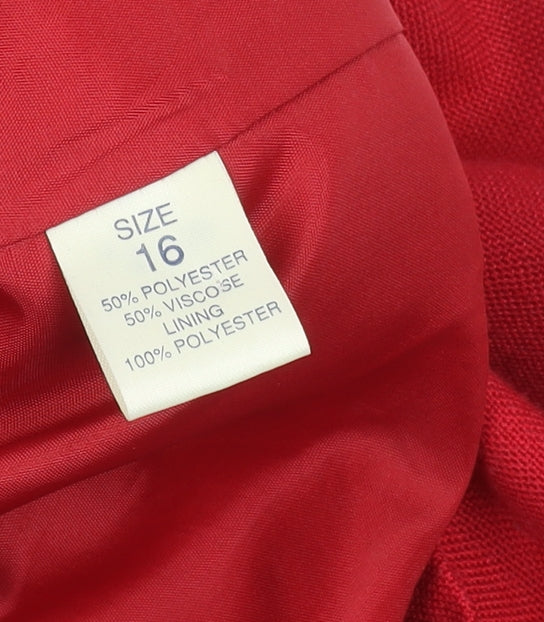 SIZE
16
50% POLYESTER
50% VISCOSE
LINING
100% POLYESTER